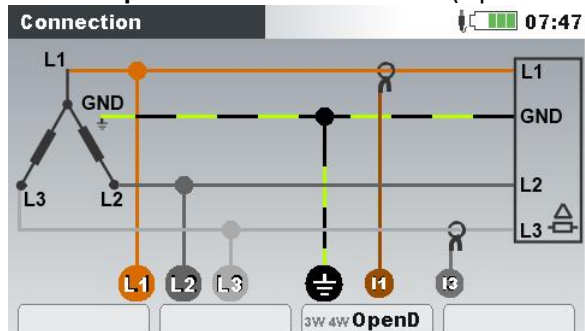 Connection 07:47
L1 L1
GND GND
L3 L2 L2
L3
L1 L2 L3 I1 I3
3W 4W OpenD